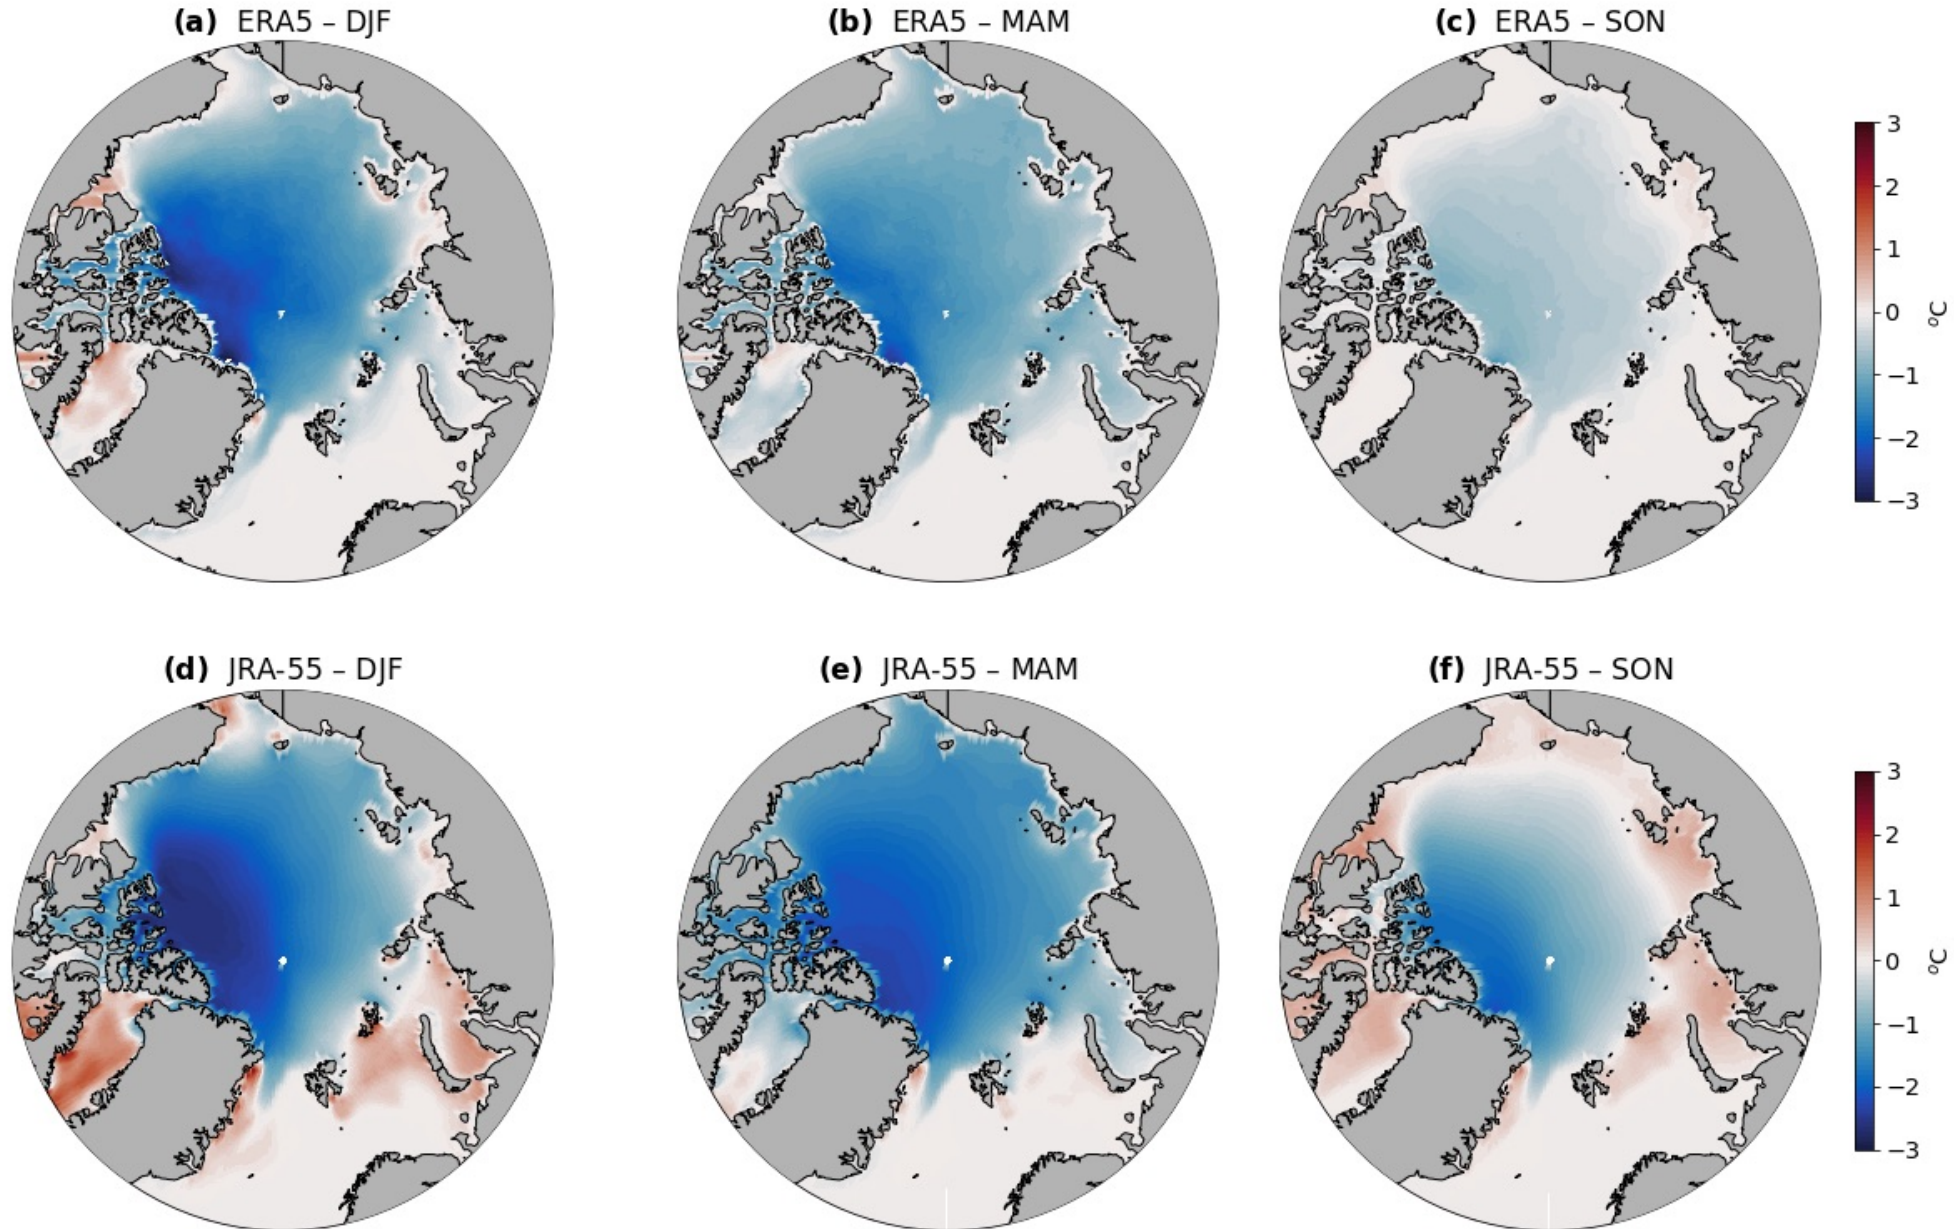 (a) ERA5 – DJF
(b) ERA5 – MAM
(c) ERA5 – SON
3
2
1
0
−1
−2
−3
°C
(d) JRA-55 – DJF
(e) JRA-55 – MAM
(f) JRA-55 – SON
3
2
1
0
−1
−2
−3
°C